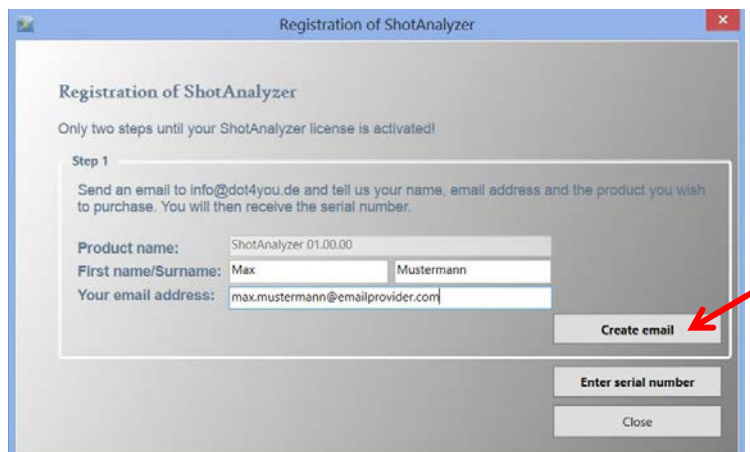 Registration of ShotAnalyzer
Registration of ShotAnalyzer
Only two steps until your ShotAnalyzer license is activated!
Step 1
Send an email to info@dot4you.de and tell us your name, email address and the product you wish
to purchase. You will then receive the serial number.
Product name: ShotAnalyzer 01.00.00
First name/Surname: Max Mustermann
Your email address: max.mustermann@emailprovider.com
Create email
Enter serial number
Close